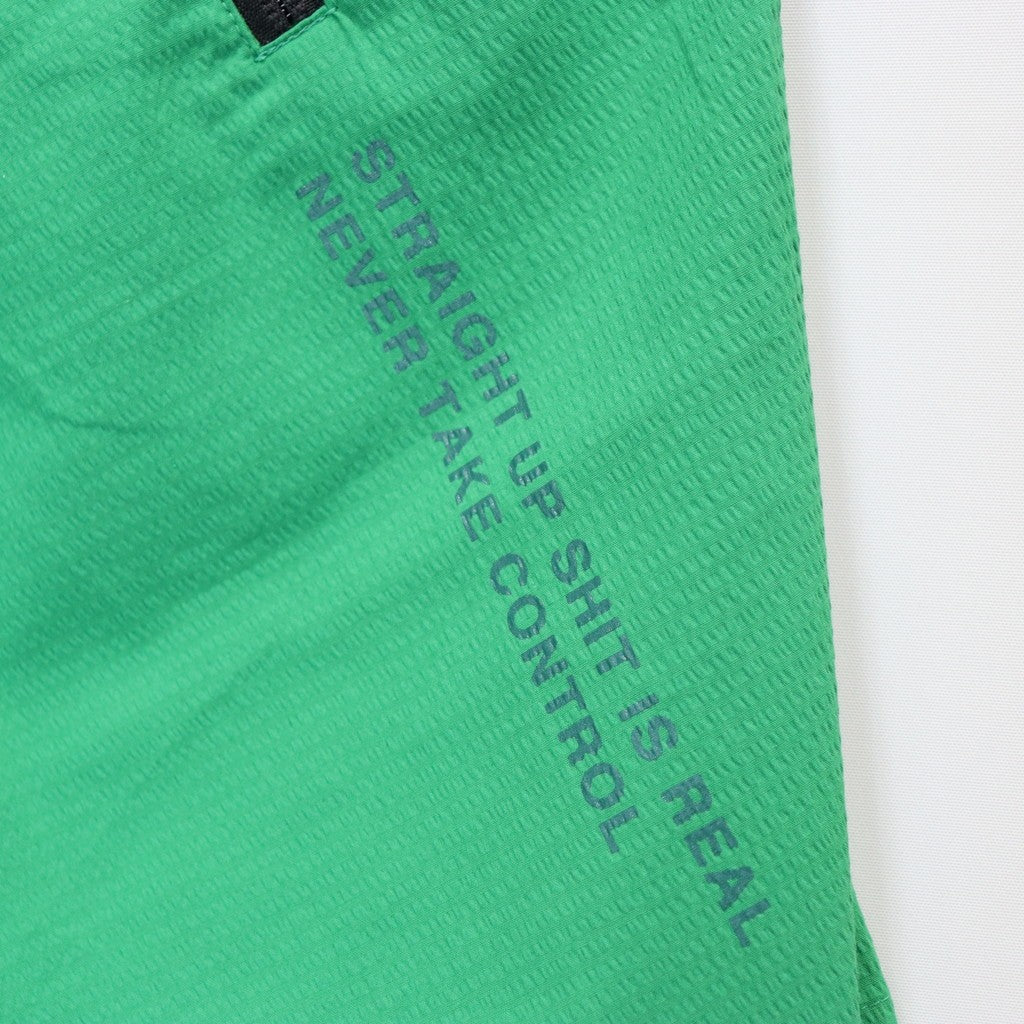 STRAIGHT UP SHIT IS REAL
NEVER TAKE CONTROL